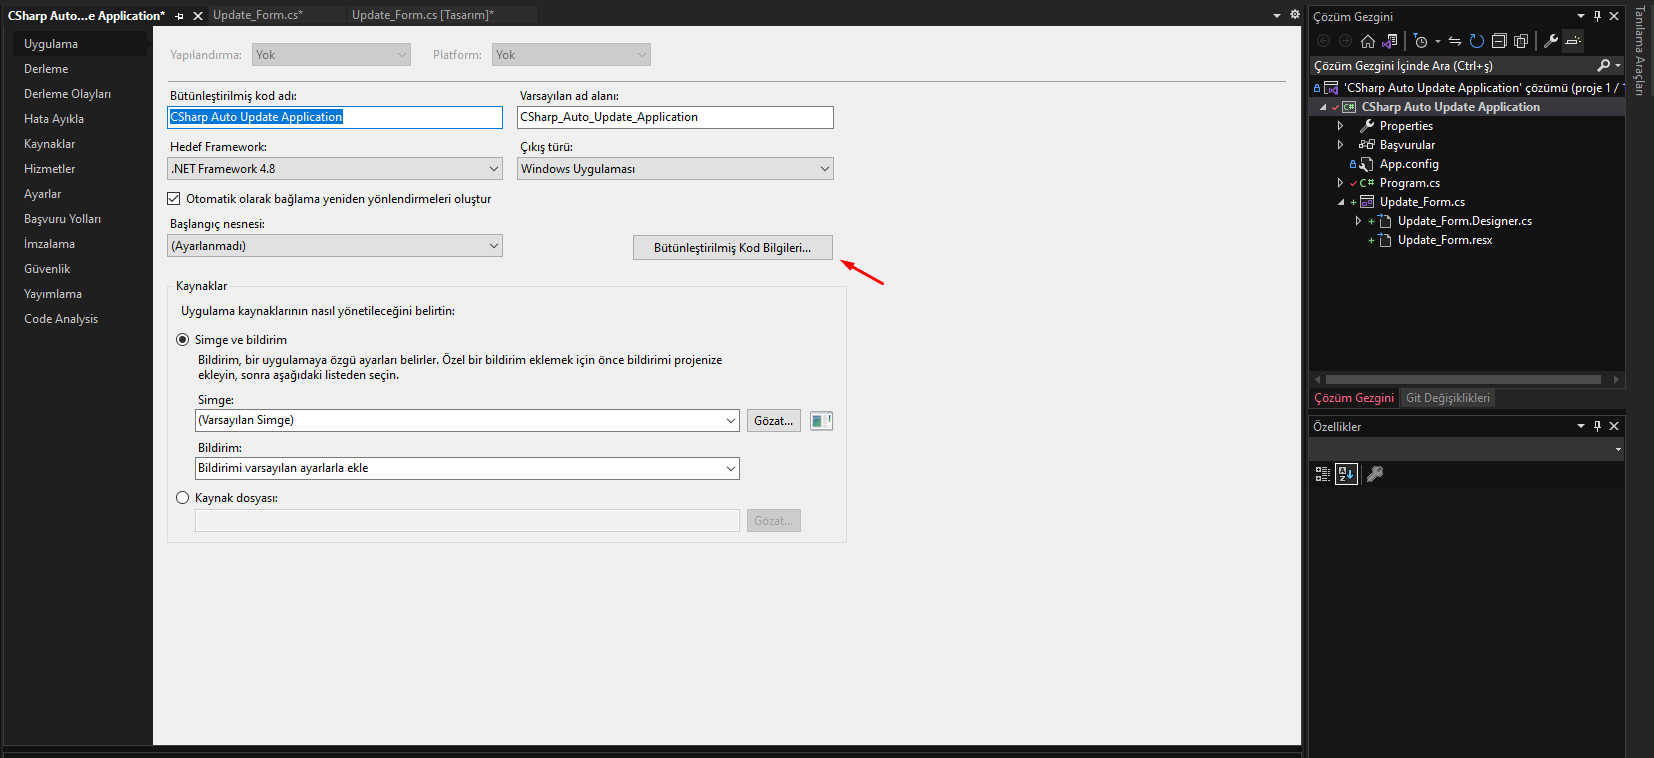 CSharp Auto...e Application*
Update_Form.cs*
Update_Form.cs [Tasarım]*
Uygulama
Derleme
Derleme Olayları
Hata Ayıkla
Kaynaklar
Hizmetler
Ayarlar
Başvuru Yolları
İmzalama
Güvenlik
Yayımlama
Code Analysis
Yapılandırma: Yok Platform: Yok
Bütünleştirilmiş kod adı: Varsayılan ad alanı:
CSharp Auto Update Application CSharp_Auto_Update_Application
Hedef Framework: Çıkış türü:
.NET Framework 4.8 Windows Uygulaması
Otomatik olarak bağlama yeniden yönlendirmeleri oluştur
Başlangıç nesnesi:
(Ayarlanmadı) Bütünleştirilmiş Kod Bilgileri...
Kaynaklar
Uygulama kaynaklarının nasıl yönetileceğini belirtin:
Simge ve bildirim
Bildirim, bir uygulamaya özgü ayarları belirler. Özel bir bildirim eklemek için önce bildirimi projenize
ekleyin, sonra aşağıdaki listeden seçin.
Simge:
(Varsayılan Simge) Gözat...
Bildirim:
Bildirimi varsayılan ayarlarla ekle
Kaynak dosyası:
Gözat...
Çözüm Gezgini
Çözüm Gezgini İçinde Ara (Ctrl+ş)
'CSharp Auto Update Application' çözümü (proje 1 / 1
C# CSharp Auto Update Application
Properties
Başvurular
App.config
C# Program.cs
Update_Form.cs
Update_Form.Designer.cs
Update_Form.resx
Çözüm Gezgini Git Değişiklikleri
Özellikler
Tanılama Araçları